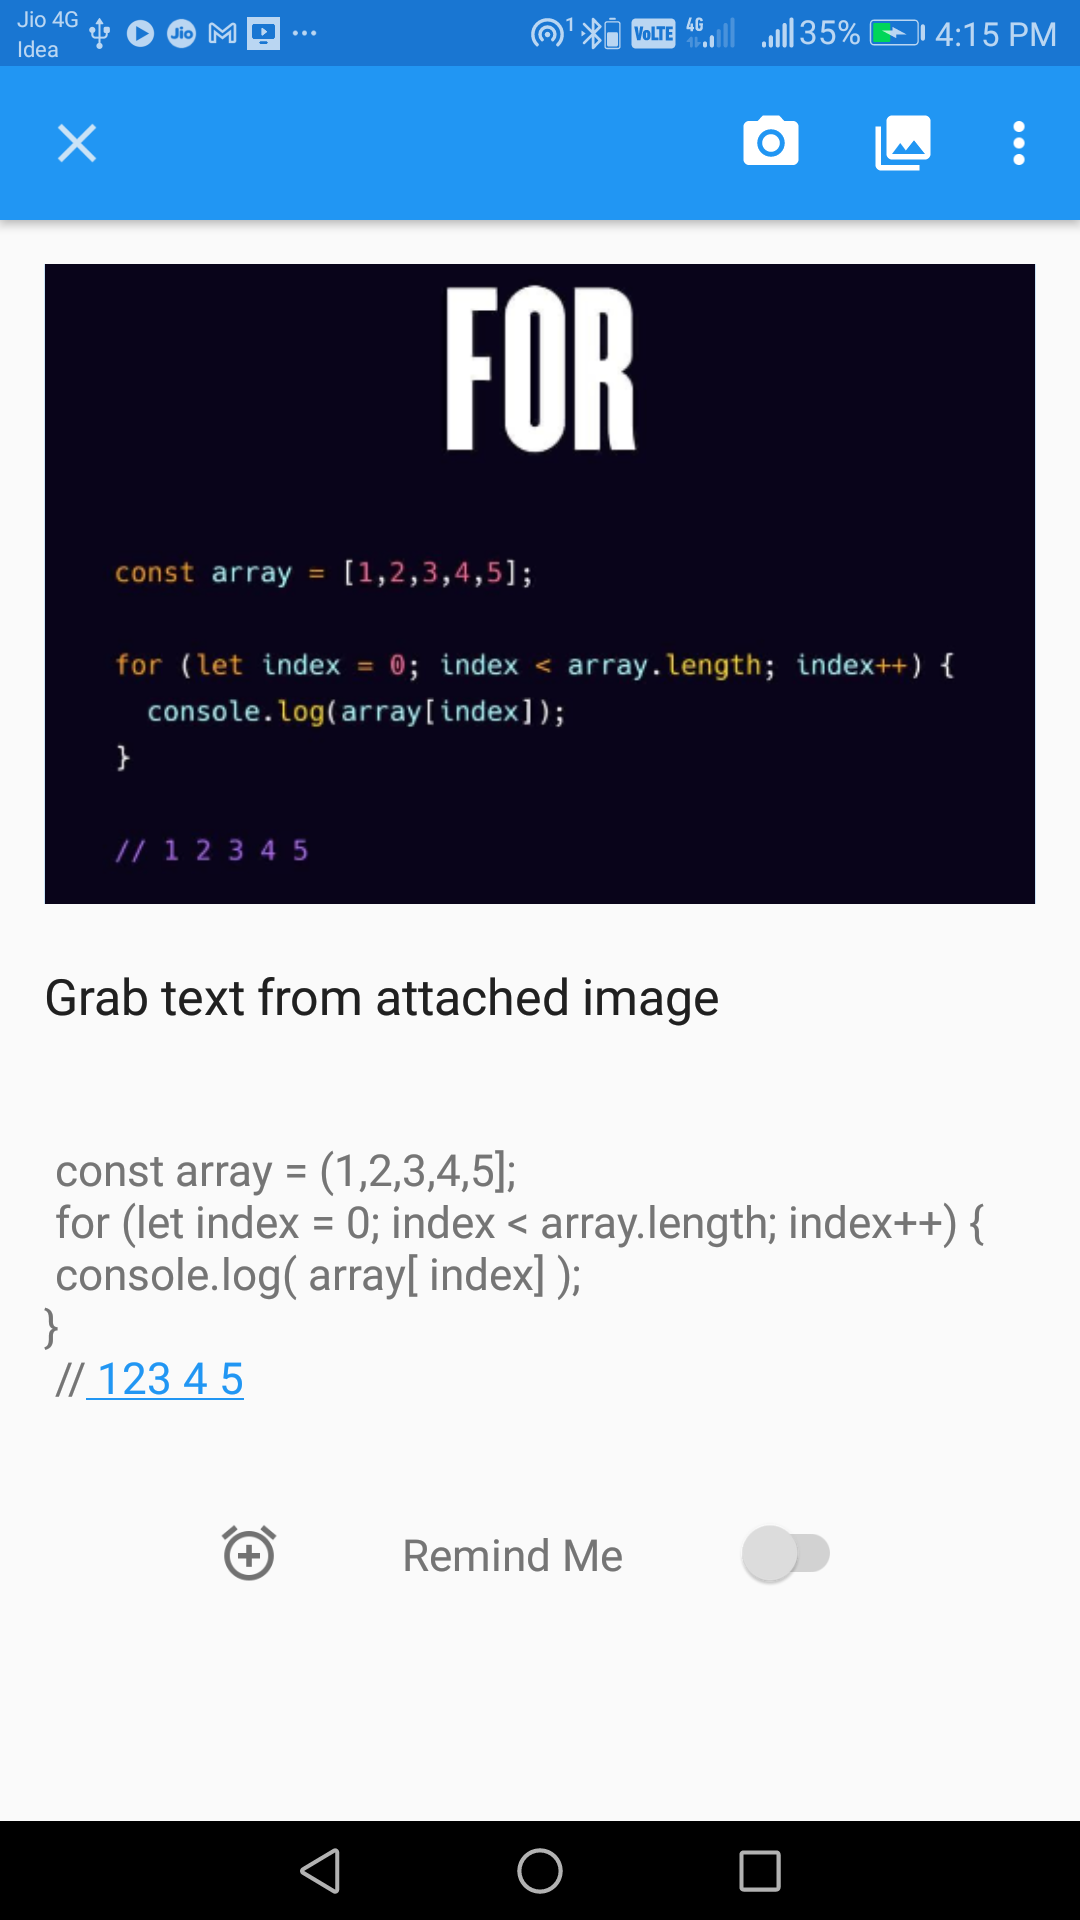 Jio 4G
Idea
Jio
1
VoLTE
4G
35%
4:15 PM
FOR
const array = [1,2,3,4,5];
for (let index = 0; index < array.length; index++) {
  console.log(array[index]);
}
// 1 2 3 4 5
Grab text from attached image
const array = (1,2,3,4,5];
for (let index = 0; index < array.length; index++) {
console.log( array[ index] );
}
// 123 4 5
Remind Me